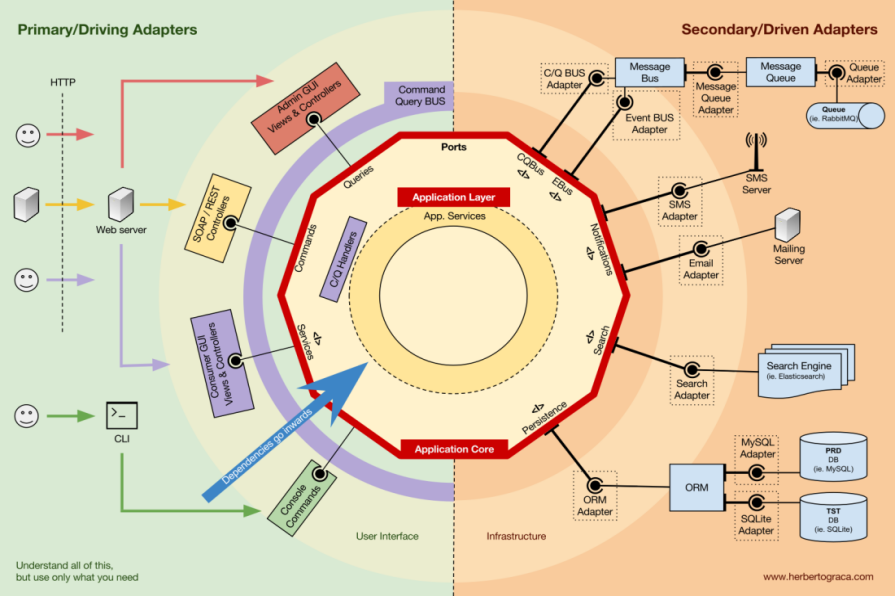 Primary/Driving Adapters
Secondary/Driven Adapters
HTTP
Web server
CLI
>_
Admin GUI
Views & Controllers
SOAP / REST
Controllers
Consumer GUI
Views & Controllers
Console
Commands
Command
Query BUS
Ports
Queries
Commands
Services
C/Q Handlers
Application Layer
App. Services
Application Core
Dependencies go inwards
CQBus
</>
EBus
</>
Notifications
</>
Search
</>
Persistence
</>
</>
C/Q BUS
Adapter
Message
Bus
Event BUS
Adapter
Message
Queue
Adapter
Message
Queue
Queue
Adapter
Queue
(ie. RabbitMQ)
SMS
Adapter
SMS
Server
Email
Adapter
Mailing
Server
Search
Adapter
Search Engine
(ie. Elasticsearch)
ORM
Adapter
ORM
MySQL
Adapter
PRD
DB
(ie. MySQL)
SQLite
Adapter
TST
DB
(ie. SQLite)
User Interface
Infrastructure
Understand all of this,
but use only what you need
www.herbertograca.com